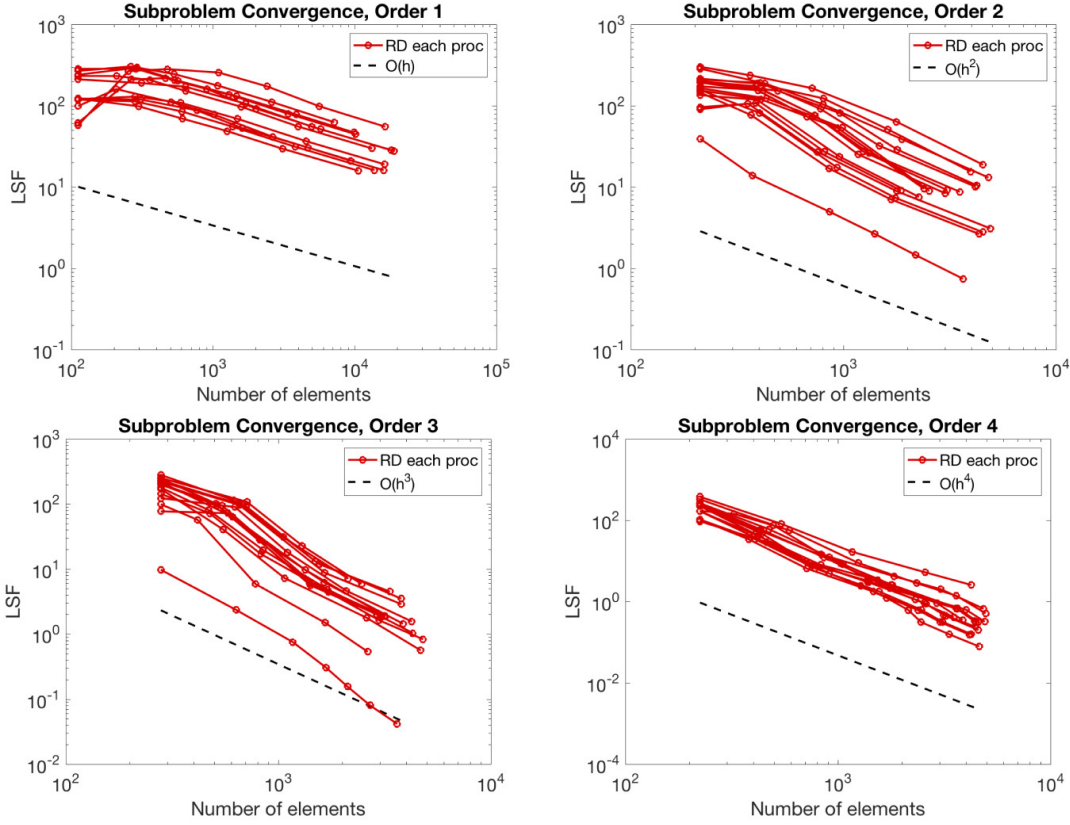 Subproblem Convergence, Order 1
10^3
10^2
10^1
10^0
10^-1
LSF
RD each proc
O(h)
10^2
10^3
10^4
10^5
Number of elements
Subproblem Convergence, Order 2
10^3
10^2
10^1
10^0
10^-1
LSF
RD each proc
O(h^2)
10^2
10^3
10^4
Number of elements
Subproblem Convergence, Order 3
10^3
10^2
10^1
10^0
10^-1
10^-2
LSF
RD each proc
O(h^3)
10^2
10^3
10^4
Number of elements
Subproblem Convergence, Order 4
10^4
10^2
10^0
10^-2
10^-4
LSF
RD each proc
O(h^4)
10^2
10^3
10^4
Number of elements